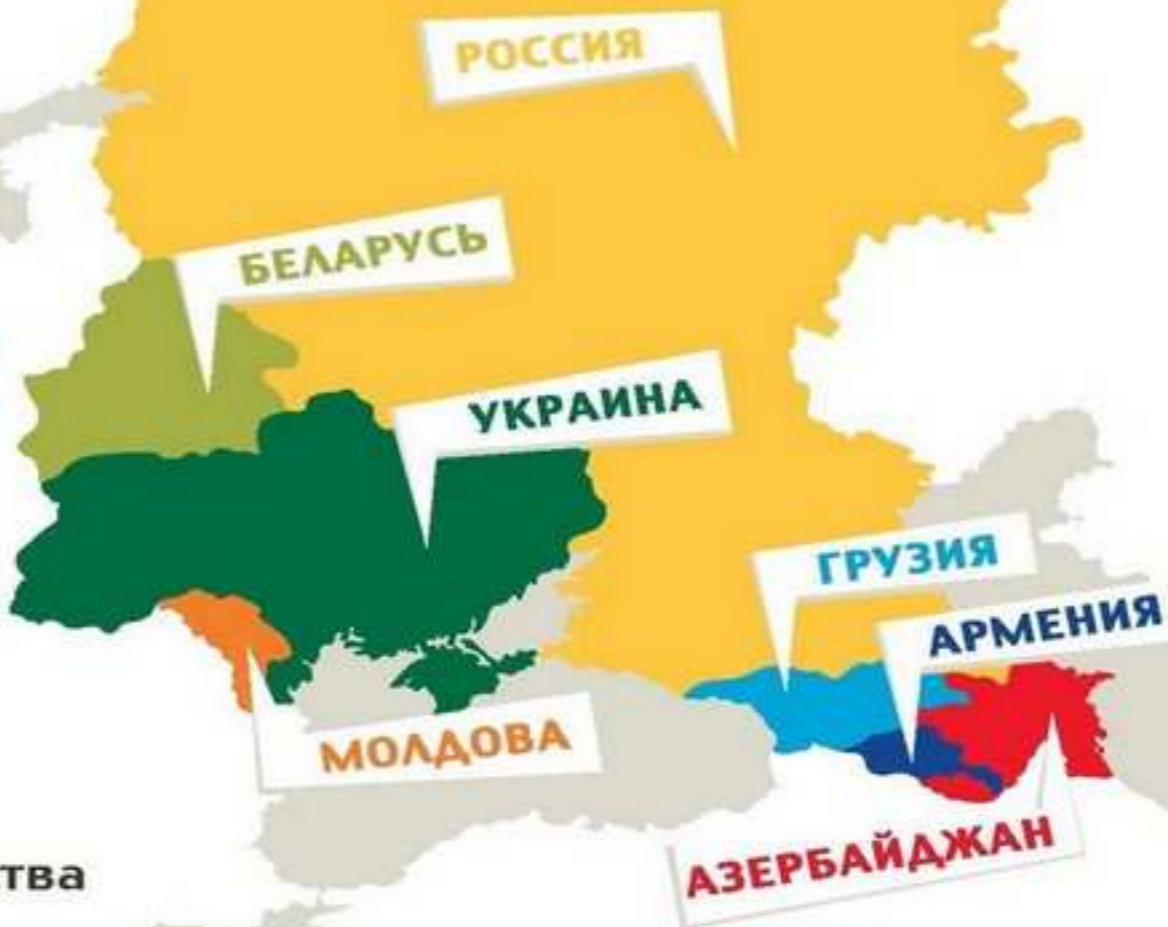 РОССИЯ
БЕЛАРУСЬ
УКРАИНА
ГРУЗИЯ
АРМЕНИЯ
МОЛДОВА
АЗЕРБАЙДЖАН
тва